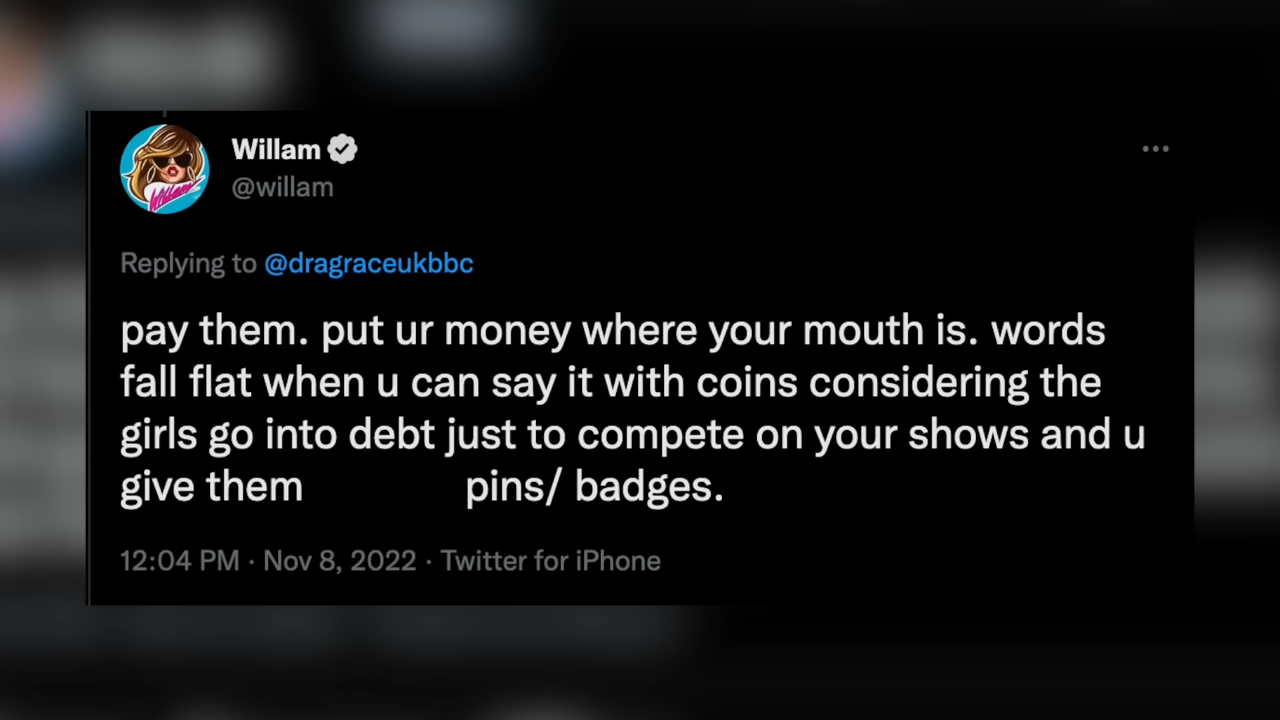 Willam
@willam
Replying to @dragraceukbbc
pay them. put ur money where your mouth is. words
fall flat when u can say it with coins considering the
girls go into debt just to compete on your shows and u
give them pins/ badges.
12:04 PM · Nov 8, 2022 · Twitter for iPhone